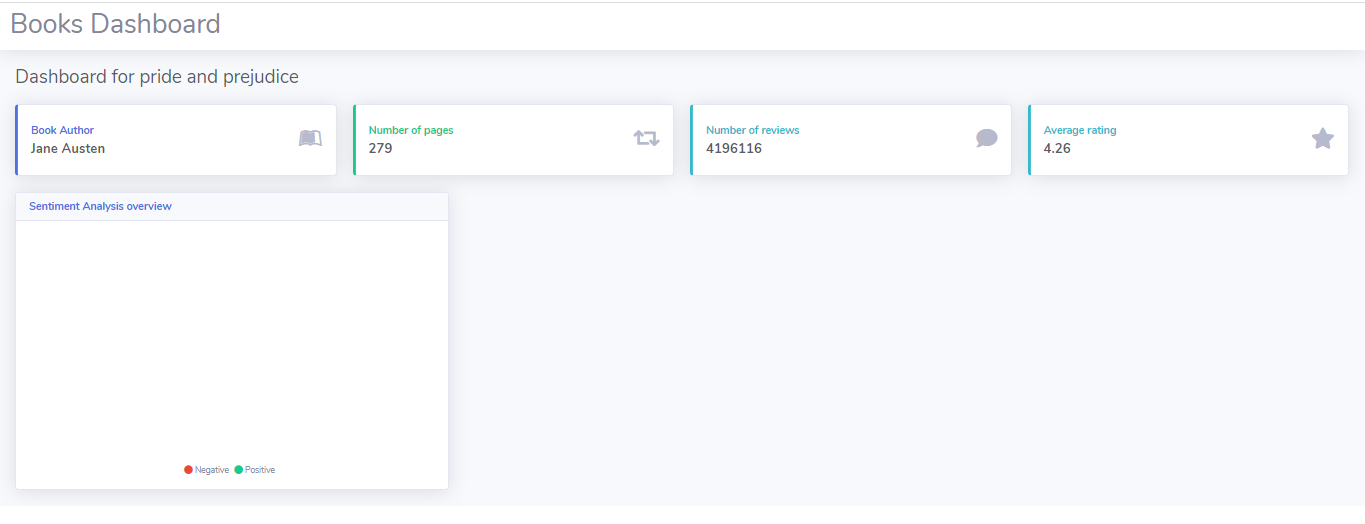 Books Dashboard
Dashboard for pride and prejudice
Book Author
Jane Austen
Number of pages
279
Number of reviews
4196116
Average rating
4.26
Sentiment Analysis overview
Negative Positive